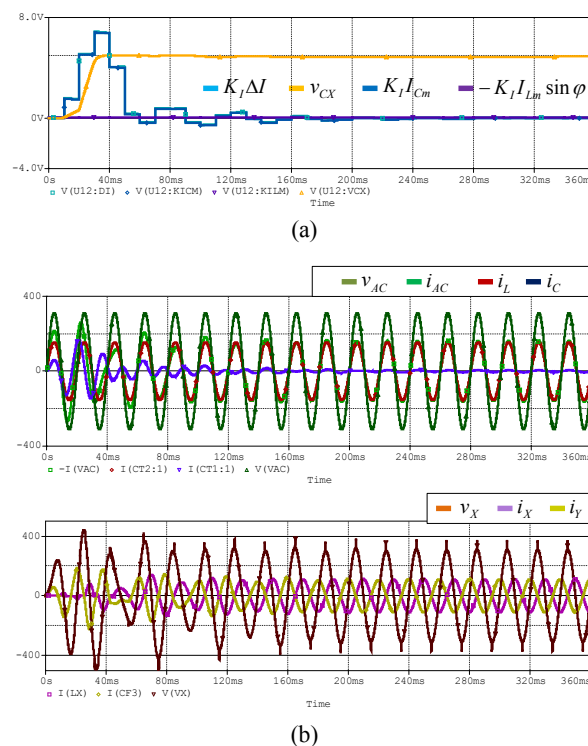 8.0V
K_I ΔI v_CX K_I I_Cm −K_I I_Lm sin φ
0V
-4.0V
0s 40ms 80ms 120ms 160ms 200ms 240ms 280ms 320ms 360ms
V(U12:DI) V(U12:KICM) V(U12:KILM) V(U12:VCX)
Time
(a)
v_AC i_AC i_L i_C
400
0
-400
0s 40ms 80ms 120ms 160ms 200ms 240ms 280ms 320ms 360ms
-I(VAC) I(CT2:1) I(CT1:1) V(VAC)
Time
v_X i_X i_Y
400
0
-400
0s 40ms 80ms 120ms 160ms 200ms 240ms 280ms 320ms 360ms
I(LX) I(CF3) V(VX)
Time
(b)